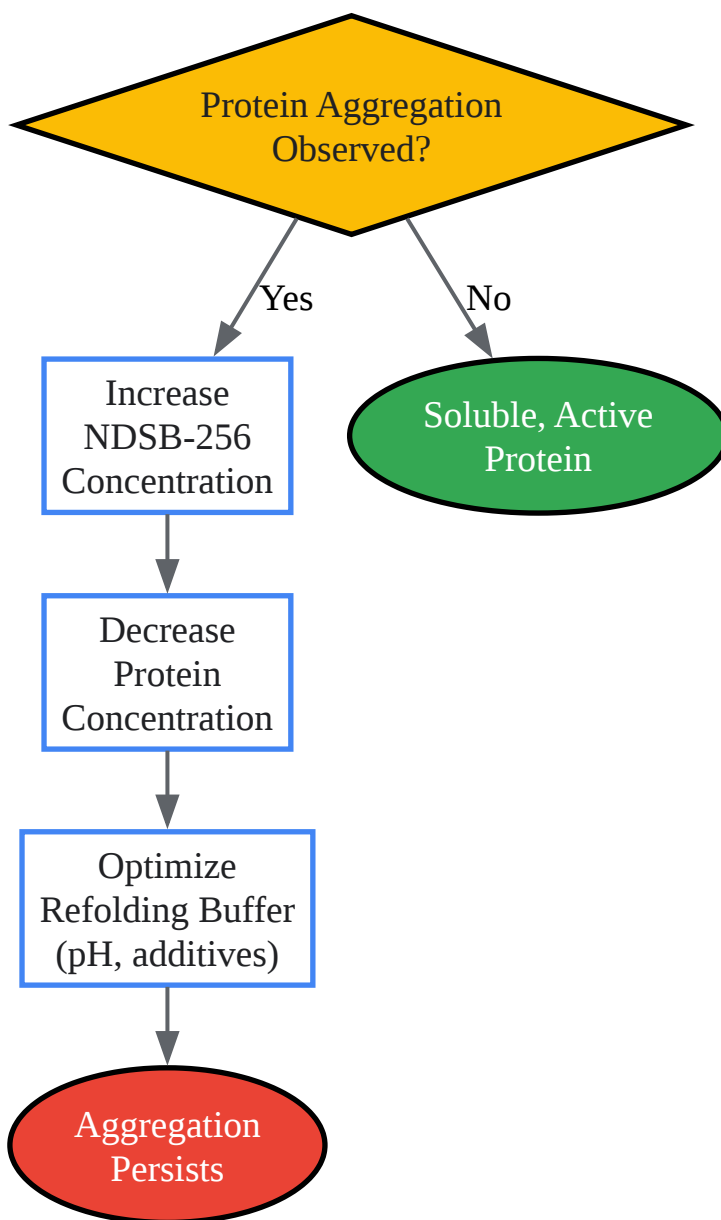 Protein Aggregation
Observed?
Yes
No
Increase
NDSB-256
Concentration
Soluble, Active
Protein
Decrease
Protein
Concentration
Optimize
Refolding Buffer
(pH, additives)
Aggregation
Persists